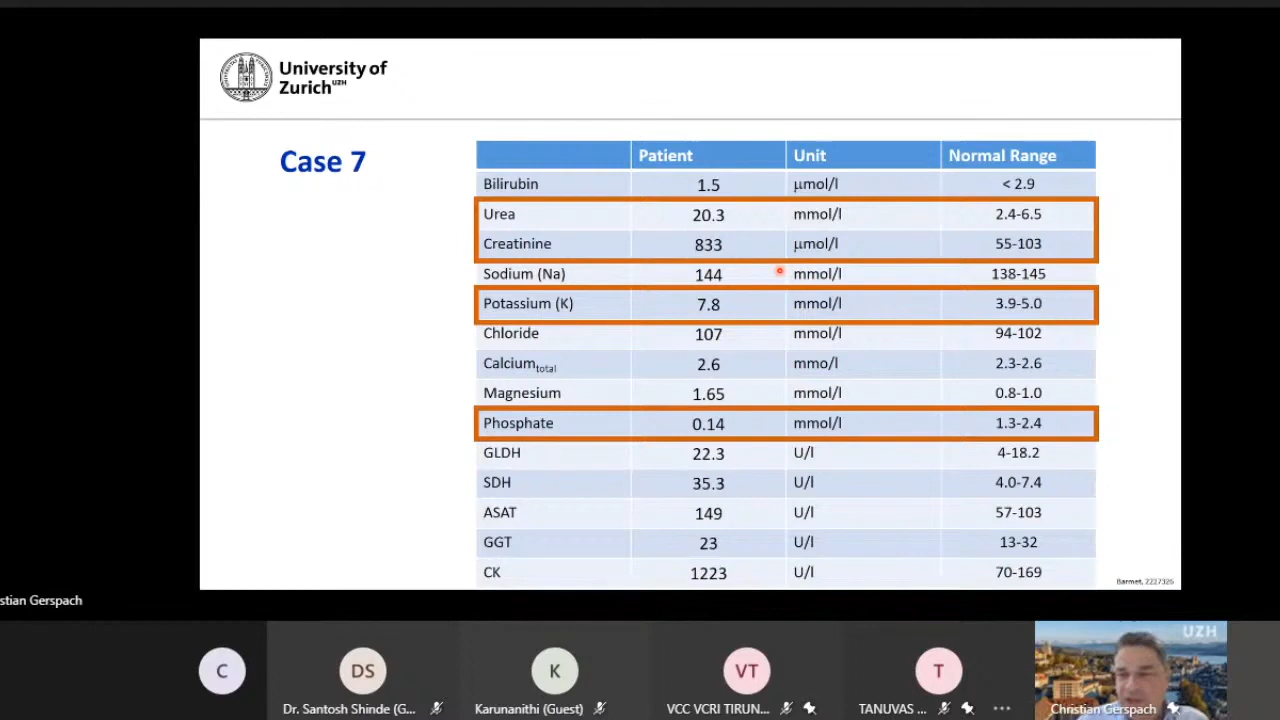 University of
Zurich UZH
Case 7
Patient Unit Normal Range
Bilirubin 1.5 µmol/l < 2.9
Urea 20.3 mmol/l 2.4-6.5
Creatinine 833 µmol/l 55-103
Sodium (Na) 144 mmol/l 138-145
Potassium (K) 7.8 mmol/l 3.9-5.0
Chloride 107 mmol/l 94-102
Calciumtotal 2.6 mmo/l 2.3-2.6
Magnesium 1.65 mmol/l 0.8-1.0
Phosphate 0.14 mmol/l 1.3-2.4
GLDH 22.3 U/l 4-18.2
SDH 35.3 U/l 4.0-7.4
ASAT 149 U/l 57-103
GGT 23 U/l 13-32
CK 1223 U/l 70-169
Barmet, 2227326
stian Gerspach
C DS K VT T UZH
Dr. Santosh Shinde (G... Karunanithi (Guest) VCC VCRI TIRUN... TANUVAS ... ... Christian Gerspach